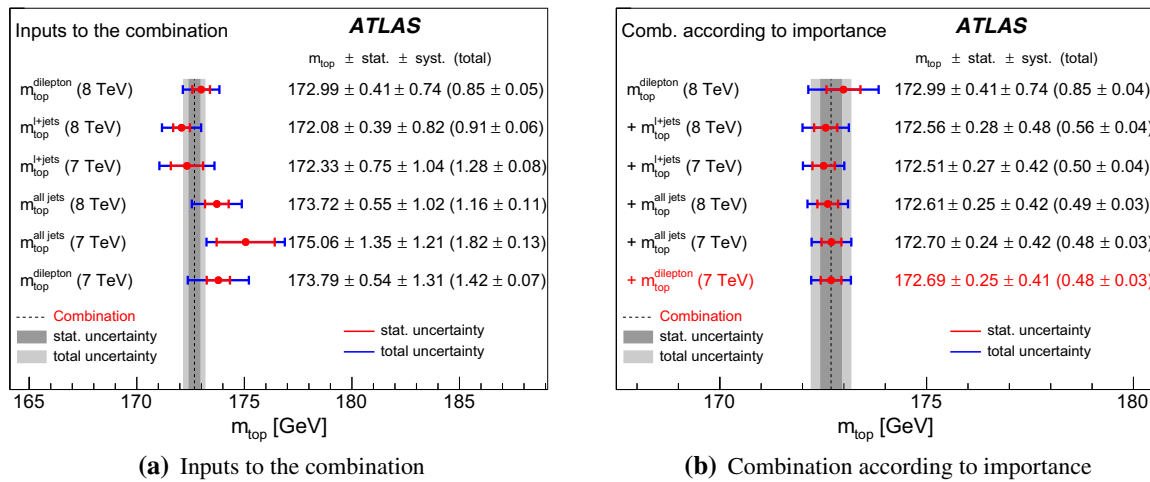 Inputs to the combination ATLAS
m_top ± stat. ± syst. (total)
m_top^dilepton (8 TeV) 172.99 ± 0.41 ± 0.74 (0.85 ± 0.05)
m_top^l+jets (8 TeV) 172.08 ± 0.39 ± 0.82 (0.91 ± 0.06)
m_top^l+jets (7 TeV) 172.33 ± 0.75 ± 1.04 (1.28 ± 0.08)
m_top^all jets (8 TeV) 173.72 ± 0.55 ± 1.02 (1.16 ± 0.11)
m_top^all jets (7 TeV) 175.06 ± 1.35 ± 1.21 (1.82 ± 0.13)
m_top^dilepton (7 TeV) 173.79 ± 0.54 ± 1.31 (1.42 ± 0.07)
Combination
stat. uncertainty stat. uncertainty
total uncertainty total uncertainty
165 170 175 180 185
m_top [GeV]
(a) Inputs to the combination
Comb. according to importance ATLAS
m_top ± stat. ± syst. (total)
m_top^dilepton (8 TeV) 172.99 ± 0.41 ± 0.74 (0.85 ± 0.04)
+ m_top^l+jets (8 TeV) 172.56 ± 0.28 ± 0.48 (0.56 ± 0.04)
+ m_top^l+jets (7 TeV) 172.51 ± 0.27 ± 0.42 (0.50 ± 0.04)
+ m_top^all jets (8 TeV) 172.61 ± 0.25 ± 0.42 (0.49 ± 0.03)
+ m_top^all jets (7 TeV) 172.70 ± 0.24 ± 0.42 (0.48 ± 0.03)
+ m_top^dilepton (7 TeV) 172.69 ± 0.25 ± 0.41 (0.48 ± 0.03)
Combination
stat. uncertainty stat. uncertainty
total uncertainty total uncertainty
170 175 180
m_top [GeV]
(b) Combination according to importance